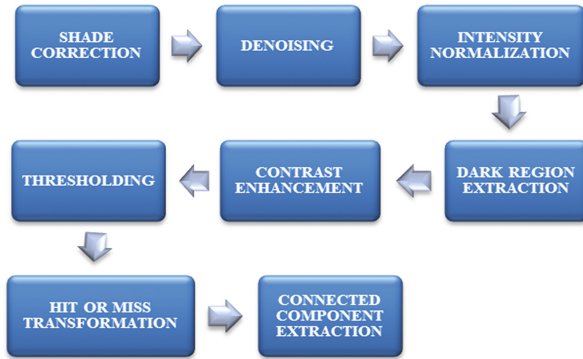 SHADE
CORRECTION
DENOISING
INTENSITY
NORMALIZATION
DARK REGION
EXTRACTION
CONTRAST
ENHANCEMENT
THRESHOLDING
HIT OR MISS
TRANSFORMATION
CONNECTED
COMPONENT
EXTRACTION